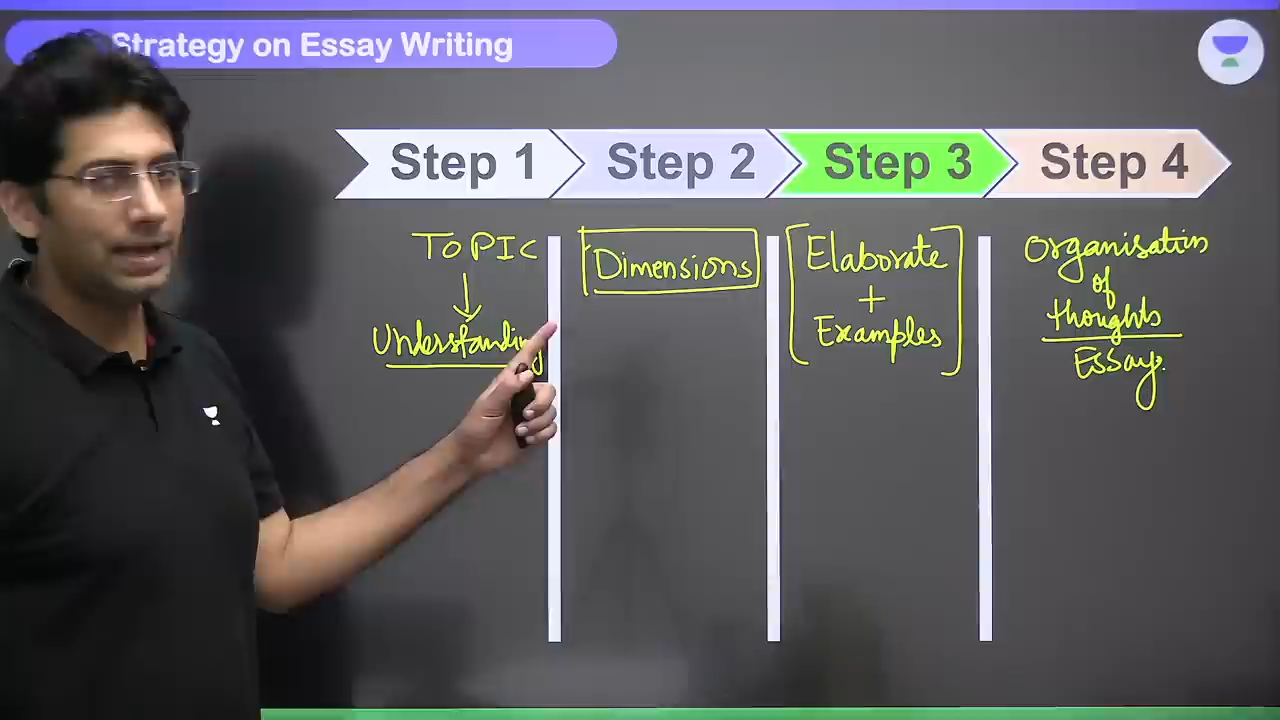 Strategy on Essay Writing
Step 1
Step 2
Step 3
Step 4
TOPIC
Understanding
Dimensions
Elaborate
+
Examples
Organisation
of
thoughts
Essay.